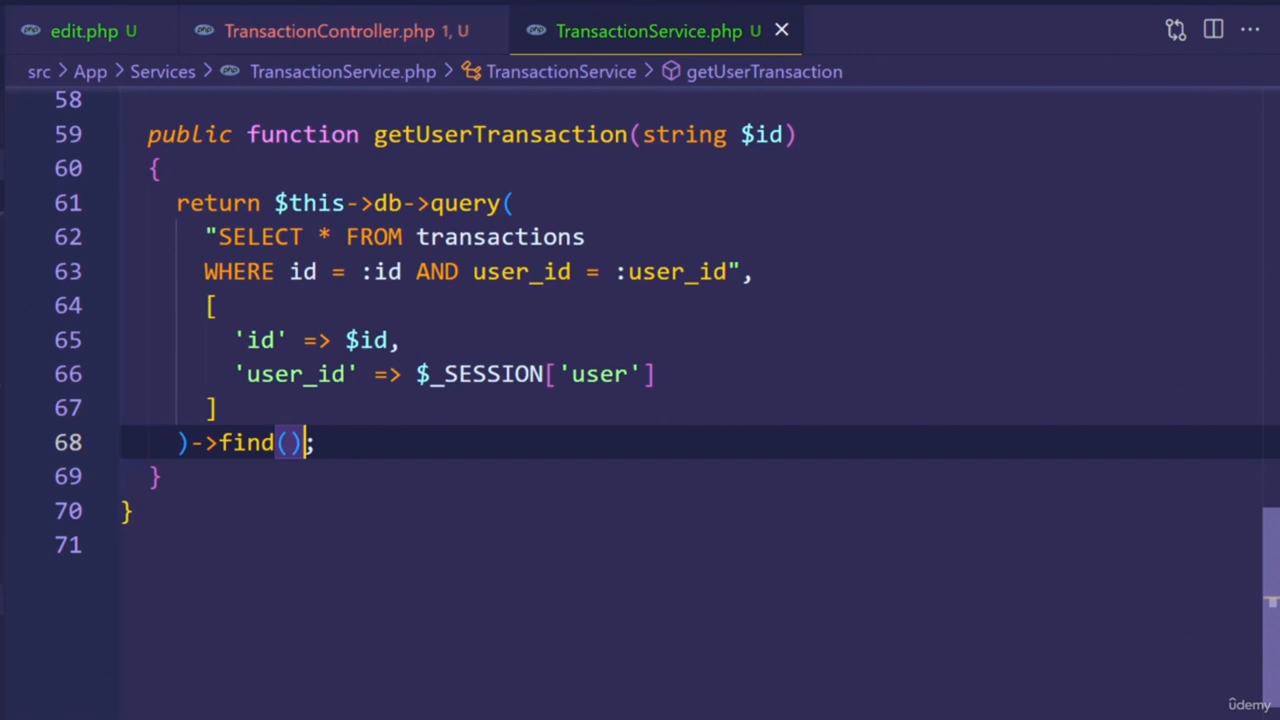 edit.php U
TransactionController.php 1, U
TransactionService.php U
src > App > Services > TransactionService.php > TransactionService > getUserTransaction
58
59 public function getUserTransaction(string $id)
60 {
61 return $this->db->query(
62 "SELECT * FROM transactions
63 WHERE id = :id AND user_id = :user_id",
64 [
65 'id' => $id,
66 'user_id' => $_SESSION['user']
67 ]
68 )->find();
69 }
70 }
71
udemy